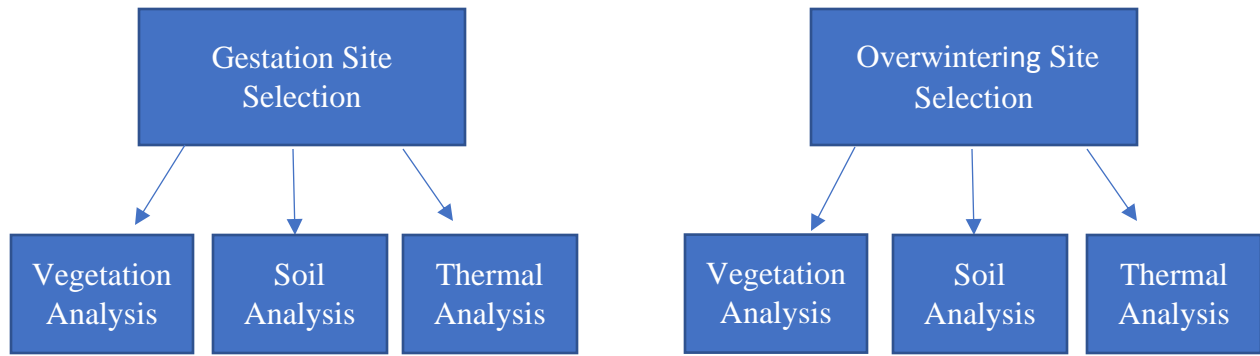 Gestation Site
Selection
Overwintering Site
Selection
Vegetation
Analysis
Soil
Analysis
Thermal
Analysis
Vegetation
Analysis
Soil
Analysis
Thermal
Analysis